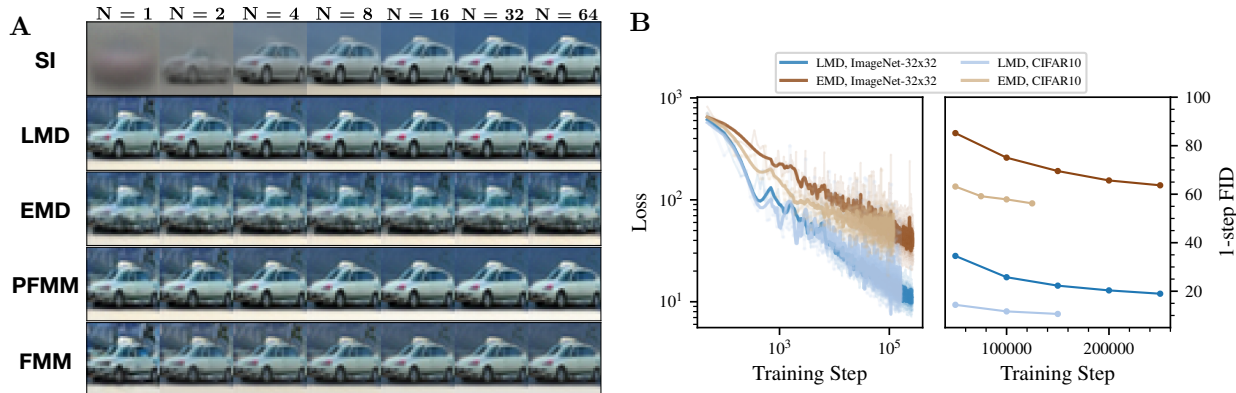 A
N = 1 N = 2 N = 4 N = 8 N = 16 N = 32 N = 64
SI
LMD
EMD
PFMM
FMM
B
LMD, ImageNet-32x32 LMD, CIFAR10
EMD, ImageNet-32x32 EMD, CIFAR10
Loss
10³
10²
10¹
10³ 10⁵
Training Step
100000 200000
Training Step
100
80
60
40
20
1-step FID